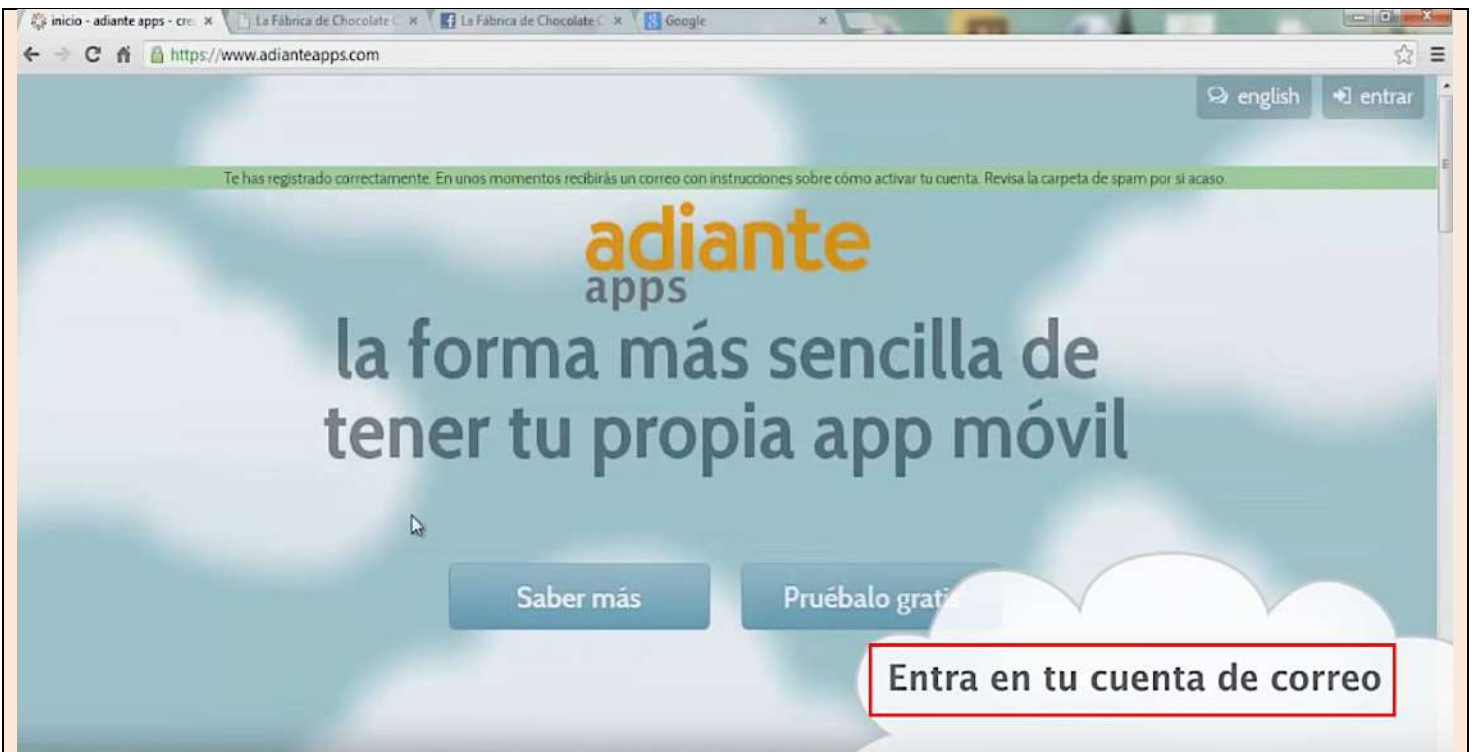 inicio - adiante apps - cre
La Fábrica de Chocolate C
La Fábrica de Chocolate C
Google
https://www.adianteapps.com
english
entrar
Te has registrado correctamente. En unos momentos recibirás un correo con instrucciones sobre cómo activar tu cuenta. Revisa la carpeta de spam por si acaso.
adiante
apps
la forma más sencilla de
tener tu propia app móvil
Saber más
Pruébalo gratis
Entra en tu cuenta de correo